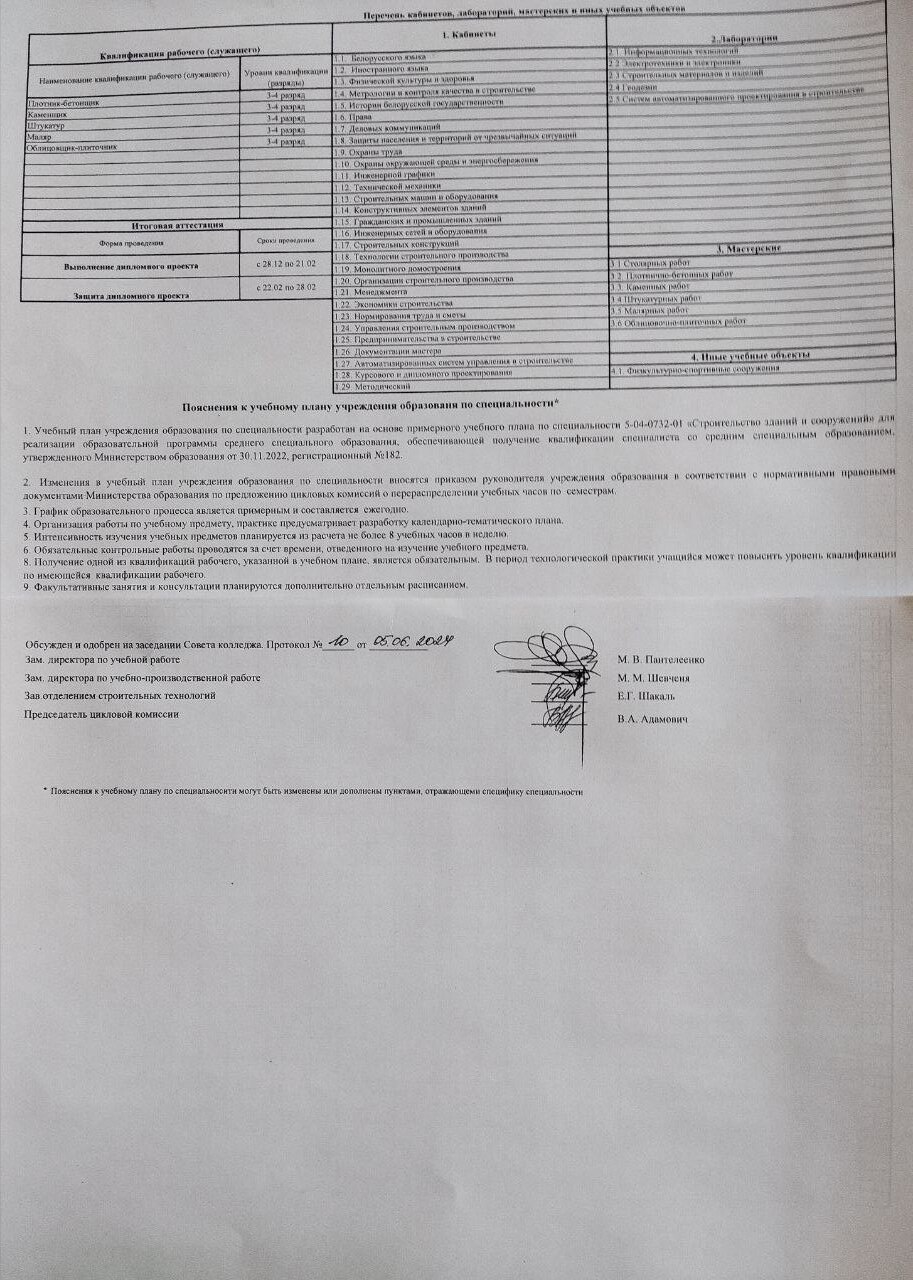 Перечень кабинетов, лабораторий, мастерских и иных учебных объектов
Квалификация рабочего (служащего)
Наименование квалификации рабочего (служащего)
Уровни квалификации (разряды)
Плотник-бетонщик 3-4 разряд
Каменщик 3-4 разряд
Штукатур 3-4 разряд
Маляр 3-4 разряд
Облицовщик-плиточник 3-4 разряд
Итоговая аттестация
Форма проведения Сроки проведения
Выполнение дипломного проекта с 28.12 по 21.02
Защита дипломного проекта с 22.02 по 28.02
1. Кабинеты
1.1. Белорусского языка
1.2. Иностранного языка
1.3. Физической культуры и здоровья
1.4. Метрологии и контроля качества в строительстве
1.5. Истории белорусской государственности
1.6. Права
1.7. Деловых коммуникаций
1.8. Защиты населения и территорий от чрезвычайных ситуаций
1.9. Охраны труда
1.10. Охраны окружающей среды и энергосбережения
1.11. Инженерной графики
1.12. Технической механики
1.13. Строительных машин и оборудования
1.14. Конструктивных элементов зданий
1.15. Гражданских и промышленных зданий
1.16. Инженерных сетей и оборудования
1.17. Строительных конструкций
1.18. Технологии строительного производства
1.19. Монолитного домостроения
1.20. Организации строительного производства
1.21. Менеджмента
1.22. Экономики строительства
1.23. Нормирования труда и сметы
1.24. Управления строительным производством
1.25. Предпринимательства в строительстве
1.26. Документации мастера
1.27. Автоматизированных систем управления в строительстве
1.28. Курсового и дипломного проектирования
1.29. Методический
2. Лаборатории
2.1 Информационных технологий
2.2 Электротехники и электроники
2.3 Строительных материалов и изделий
2.4 Геодезии
2.5 Систем автоматизированного проектирования в строительстве
3. Мастерские
3.1 Столярных работ
3.2. Плотнично-бетонных работ
3.3. Каменных работ
3.4 Штукатурных работ
3.5 Малярных работ
3.6 Облицовочно-плиточных работ
4. Иные учебные объекты
4.1. Физкультурно-спортивные сооружения
Пояснения к учебному плану учреждения образованя по специальности*
1. Учебный план учреждения образования по специальности разработан на основе примерного учебного плана по специальности 5-04-0732-01 «Строительство зданий и сооружений» для
реализации образовательной программы среднего специального образования, обеспечивающей получение квалификации специалиста со средним специальным образованием,
утвержденного Министерством образования от 30.11.2022, регистрационный №182.
2. Изменения в учебный план учреждения образования по специальности вносятся приказом руководителя учреждения образования в соответствии с нормативными правовыми
документами Министерства образования по предложению цикловых комиссий о перераспределении учебных часов по семестрам.
3. График образовательного процесса является примерным и составляется ежегодно.
4. Организация работы по учебному предмету, практике предусматривает разработку календарно-тематического плана.
5. Интенсивность изучения учебных предметов планируется из расчета не более 8 учебных часов в неделю.
6. Обязательные контрольные работы проводятся за счет времени, отведенного на изучение учебного предмета.
8. Получение одной из квалификаций рабочего, указанной в учебном плане. является обязательным. В период технологической практики учащийся может повысить уровень квалификации
по имеющейся квалификации рабочего.
9. Факультативные занятия и консультации планируются дополнительно отдельным расписанием.
Обсужден и одобрен на заседании Совета колледжа. Протокол № 10 от 05.06.2024
Зам. директора по учебной работе М. В. Пантелеенко
Зам. директора по учебно-производственной работе М. М. Шевченя
Зав.отделением строительных технологий Е.Г. Шакаль
Председатель цикловой комиссии В.А. Адамович
* Пояснения к учебному плану по специальносити могут быть изменены или дополнены пунктами, отражающеми специфику специальности